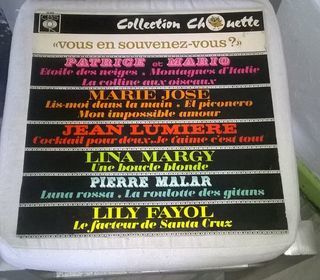 CBS
Collection Chouette
«vous en souvenez-vous?»
PATRICE et MARIO
Etoile des neiges . Montagnes d'Italie
La colline aux oiseaux
MARIE JOSE
Lis-moi dans la main . El piconero
Mon impossible amour
JEAN LUMIERE
Cocktail pour deux. Je t'aime c'est tout
LINA MARGY
Une boucle blonde
PIERRE MALAR
Luna rossa . La roulotte des gitans
LILY FAYOL
Le facteur de Santa Cruz